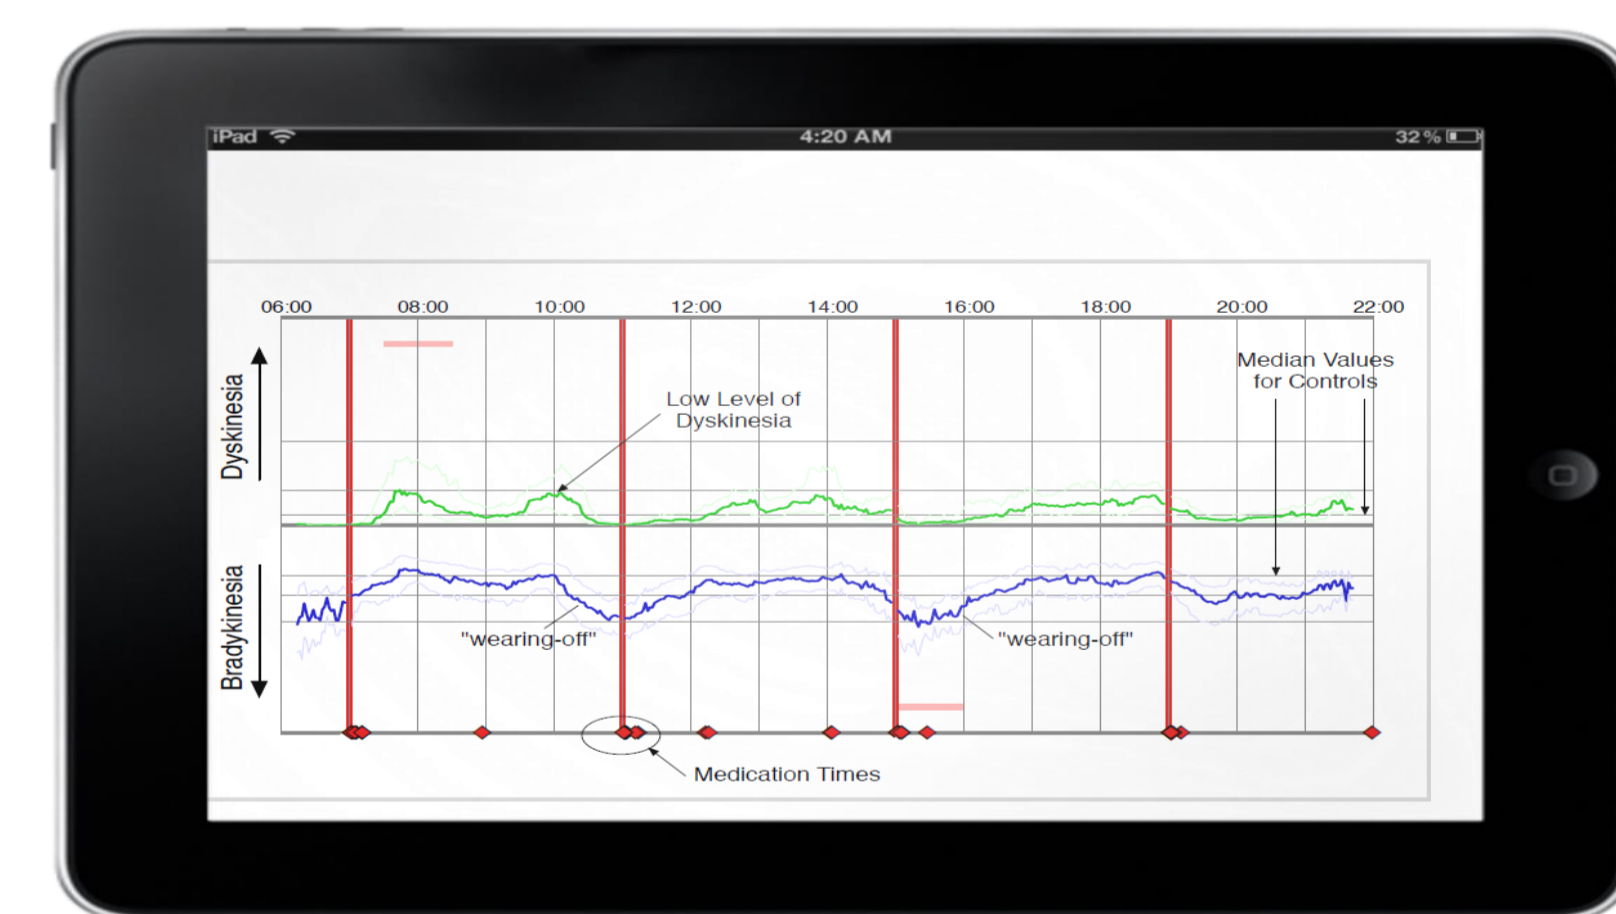 iPad 4:20 AM 32%
06:00 08:00 10:00 12:00 14:00 16:00 18:00 20:00 22:00
Dyskinesia
Median Values
for Controls
Low Level of
Dyskinesia
Bradykinesia
"wearing-off"
"wearing-off"
Medication Times